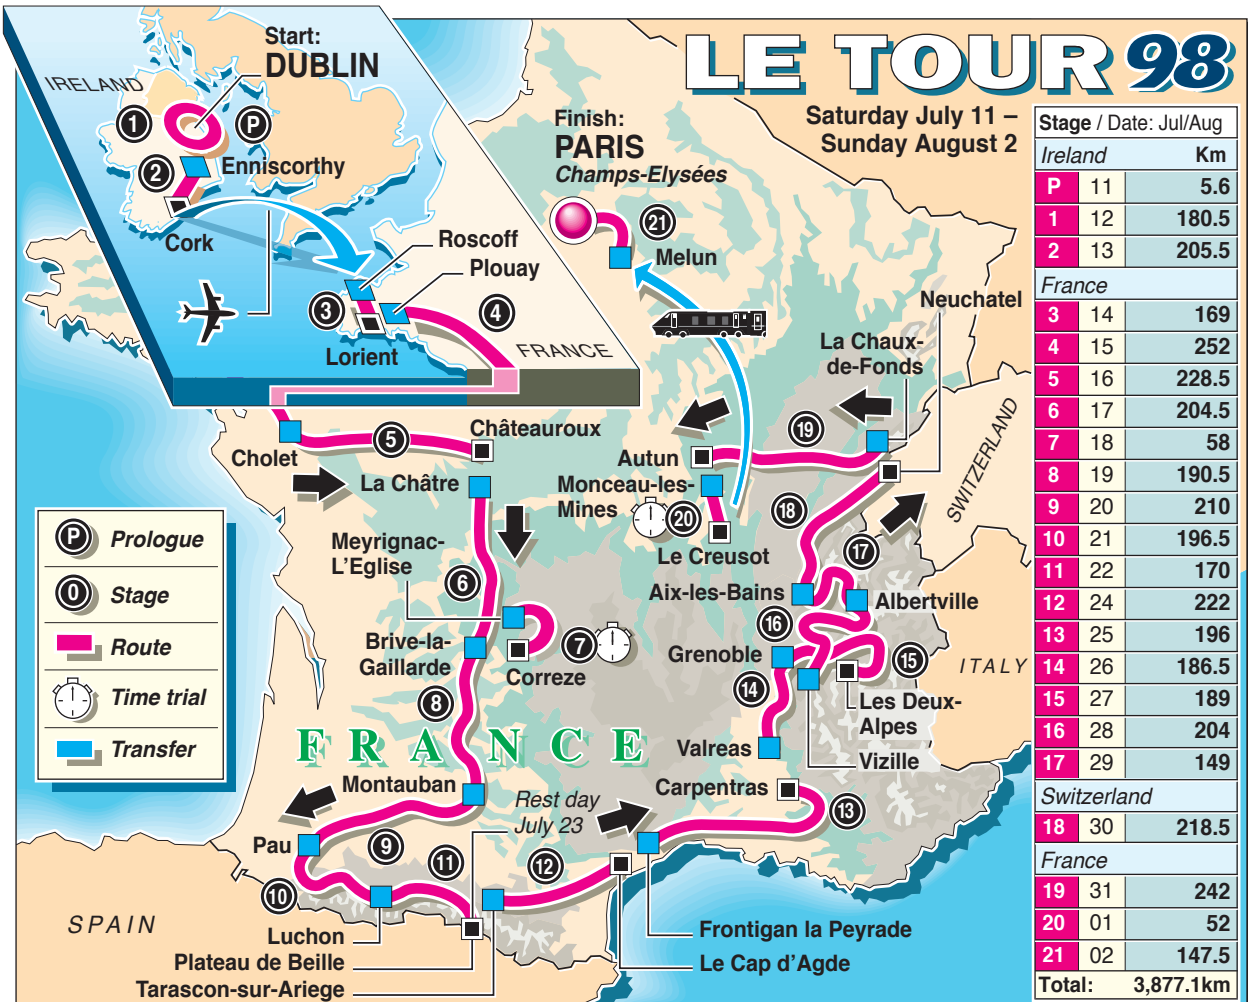 LE TOUR 98
Saturday July 11 –
Sunday August 2
Start:
DUBLIN
IRELAND
1
P
2
Enniscorthy
Cork
Roscoff
Plouay
3
4
Lorient
FRANCE
Finish:
PARIS
Champs-Elysées
21
Melun
Neuchatel
La Chaux-
de-Fonds
19
SWITZERLAND
Cholet
5
Châteauroux
La Châtre
Autun
Monceau-les-
Mines
20
Le Creusot
18
17
Meyrignac-
L'Eglise
6
Aix-les-Bains
Albertville
16
Brive-la-
Gaillarde
7
Correze
Grenoble
15
ITALY
14
8
Les Deux-
Alpes
FRANCE
Valreas
Vizille
Montauban
Carpentras
Rest day
July 23
13
Pau
9
11
12
10
SPAIN
Luchon
Plateau de Beille
Tarascon-sur-Ariege
Frontigan la Peyrade
Le Cap d'Agde
P Prologue
0 Stage
Route
Time trial
Transfer
Stage / Date: Jul/Aug
Ireland Km
P 11 5.6
1 12 180.5
2 13 205.5
France
3 14 169
4 15 252
5 16 228.5
6 17 204.5
7 18 58
8 19 190.5
9 20 210
10 21 196.5
11 22 170
12 24 222
13 25 196
14 26 186.5
15 27 189
16 28 204
17 29 149
Switzerland
18 30 218.5
France
19 31 242
20 01 52
21 02 147.5
Total: 3,877.1km